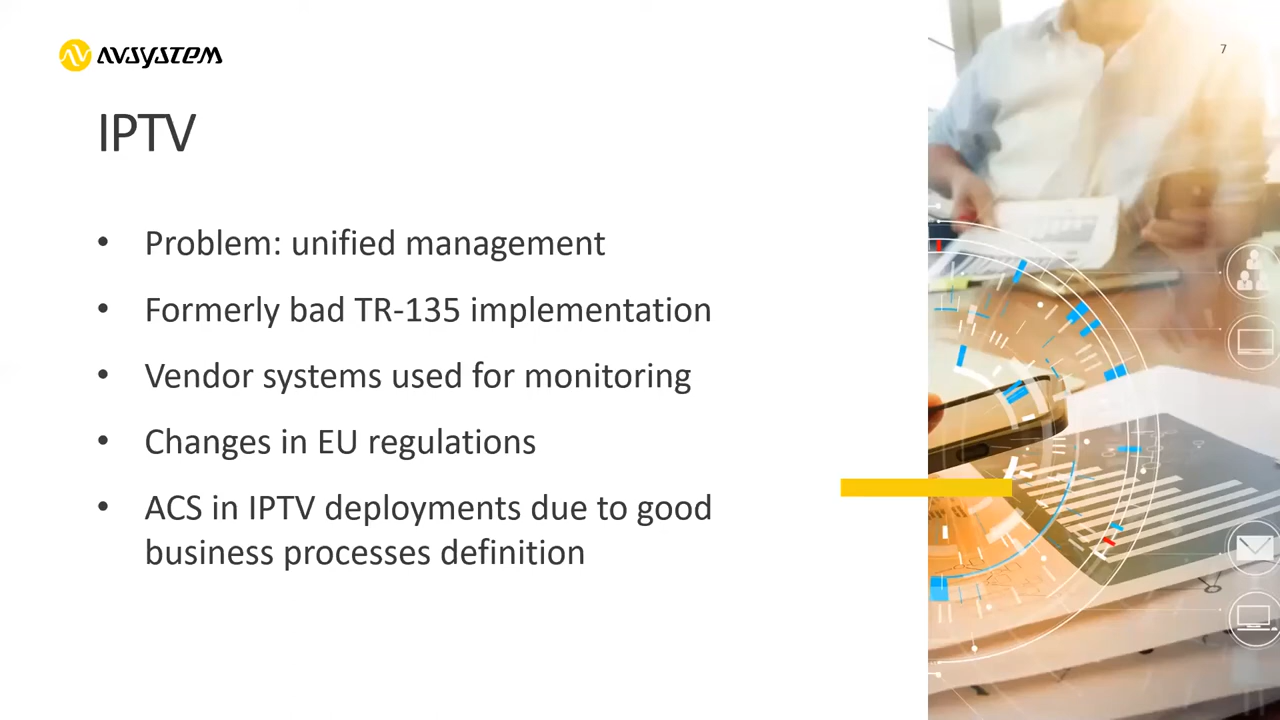 AVSYSTEM
7
IPTV
• Problem: unified management
• Formerly bad TR-135 implementation
• Vendor systems used for monitoring
• Changes in EU regulations
• ACS in IPTV deployments due to good
business processes definition